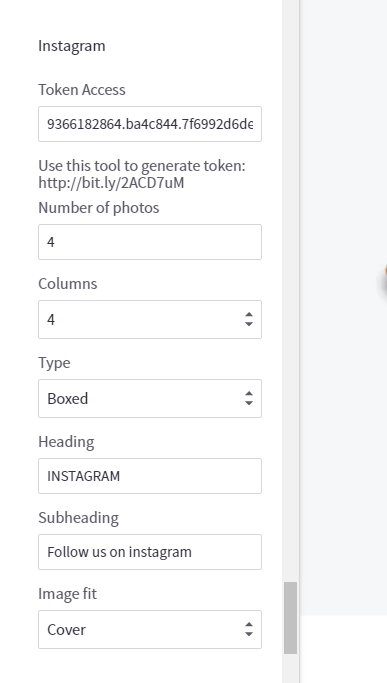 Instagram
Token Access
9366182864.ba4c844.7f6992d6de
Use this tool to generate token:
http://bit.ly/2ACD7uM
Number of photos
4
Columns
4
Type
Boxed
Heading
INSTAGRAM
Subheading
Follow us on instagram
Image fit
Cover